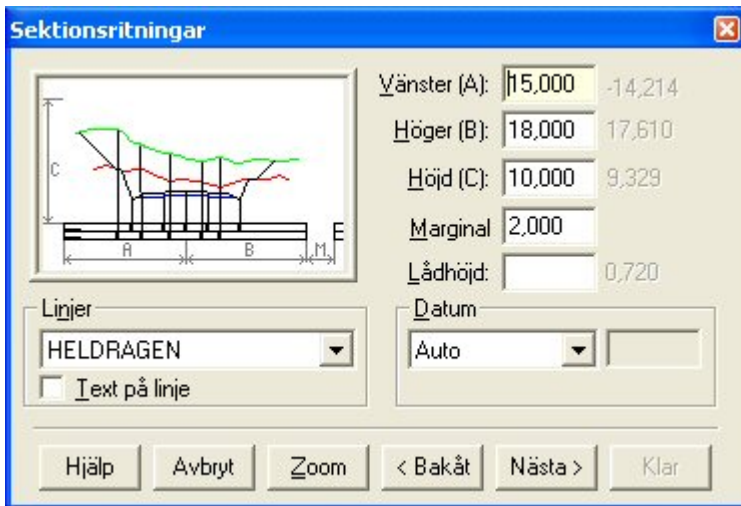 Sektionsritningar
Vänster (A): 15,000 -14,214
Höger (B): 18,000 17,610
Höjd (C): 10,000 9,329
Marginal 2,000
Lådhöjd: 0,720
C
A B M
Linjer
HELDRAGEN
Text på linje
Datum
Auto
Hjälp Avbryt Zoom < Bakåt Nästa > Klar